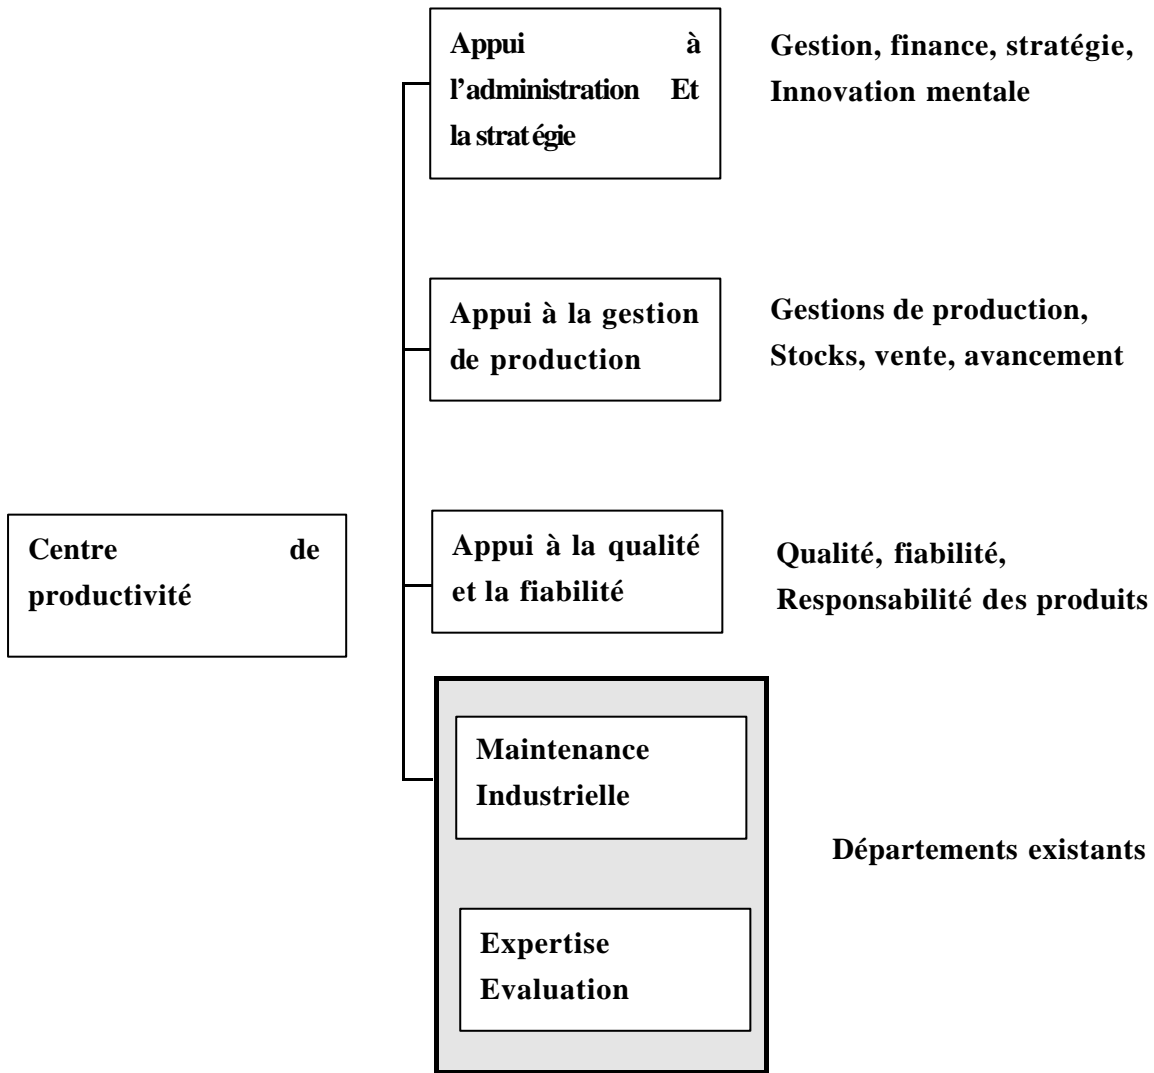 Appui à
l’administration Et
la stratégie
Gestion, finance, stratégie,
Innovation mentale
Appui à la gestion
de production
Gestions de production,
Stocks, vente, avancement
Centre de
productivité
Appui à la qualité
et la fiabilité
Qualité, fiabilité,
Responsabilité des produits
Maintenance
Industrielle
Départements existants
Expertise
Evaluation